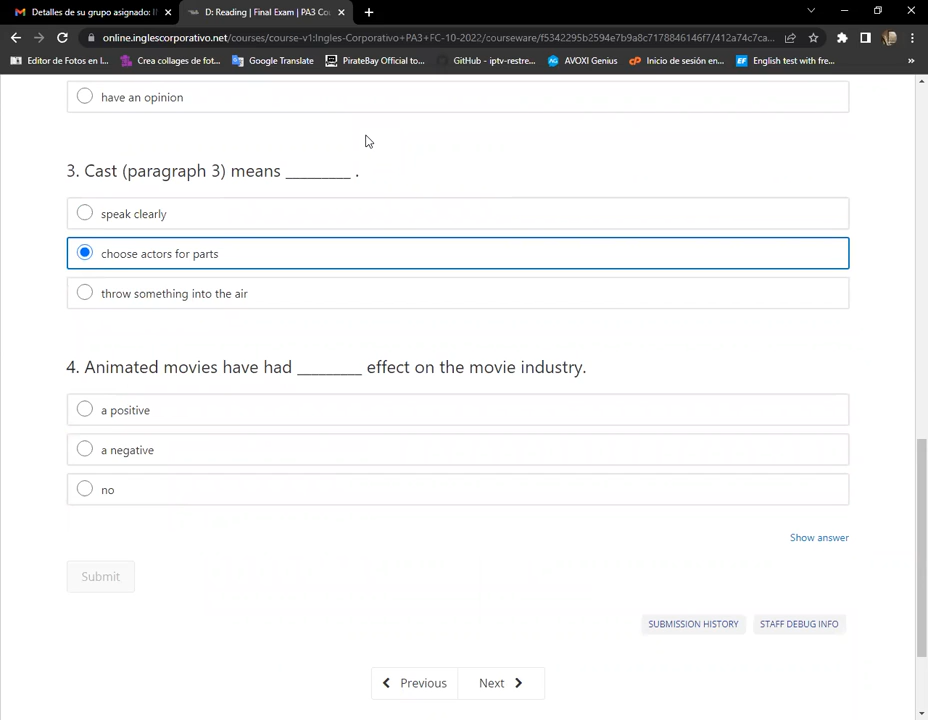 Detalles de su grupo asignado: I
D: Reading | Final Exam | PA3 Co
online.inglescorporativo.net/courses/course-v1:Ingles-Corporativo+PA3+FC-10-2022/courseware/f5342295b2594e7b9a8c7178846146f7/412a74c7ca...
Editor de Fotos en l...
Crea collages de fot...
Google Translate
PirateBay Official to...
GitHub - iptv-restre...
AVOXI Genius
Inicio de sesión en...
English test with fre...
»
have an opinion
3. Cast (paragraph 3) means _________ .
speak clearly
choose actors for parts
throw something into the air
4. Animated movies have had _________ effect on the movie industry.
a positive
a negative
no
Show answer
Submit
SUBMISSION HISTORY
STAFF DEBUG INFO
Previous
Next